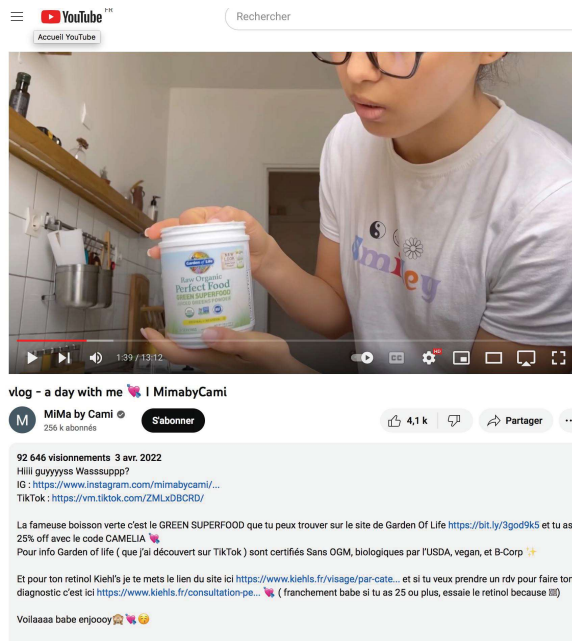 YouTube FR
Rechercher
Accueil YouTube
Smiley
Garden of Life
Raw Organic
Perfect Food
GREEN SUPERFOOD
1:39 / 13:12
CC
HD
vlog - a day with me 💘 I MimabyCami
M
MiMa by Cami
256 k abonnés
S'abonner
4,1 k
Partager
92 646 visionnements 3 avr. 2022
Hiiii guyyyyss Wasssuppp?
IG : https://www.instagram.com/mimabycami/...
TikTok : https://vm.tiktok.com/ZMLxDBCRD/
La fameuse boisson verte c'est le GREEN SUPERFOOD que tu peux trouver sur le site de Garden Of Life https://bit.ly/3god9k5 et tu as
25% off avec le code CAMELIA 💘
Pour info Garden of life ( que j'ai découvert sur TikTok ) sont certifiés Sans OGM, biologiques par l'USDA, vegan, et B-Corp ✨
Et pour ton retinol Kiehl's je te mets le lien du site ici https://www.kiehls.fr/visage/par-cate... et si tu veux prendre un rdv pour faire ton
diagnostic c'est ici https://www.kiehls.fr/consultation-pe... 💘 ( franchement babe si tu as 25 ou plus, essaie le retinol because 🏼)
Voilaaaa babe enjoooy🙊💘😚